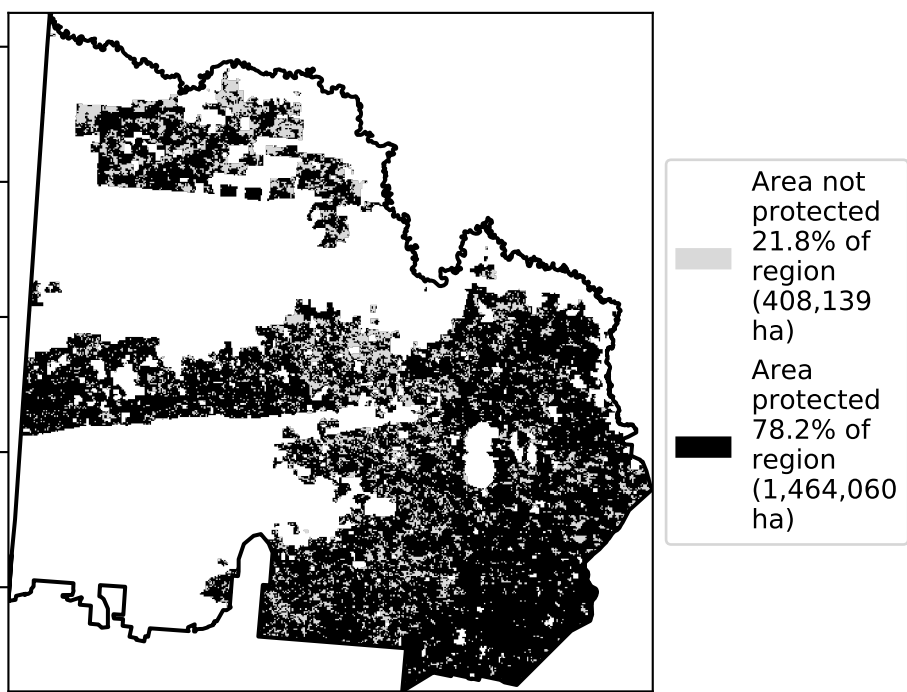 Area not
protected
21.8% of
region
(408,139
ha)
Area
protected
78.2% of
region
(1,464,060
ha)